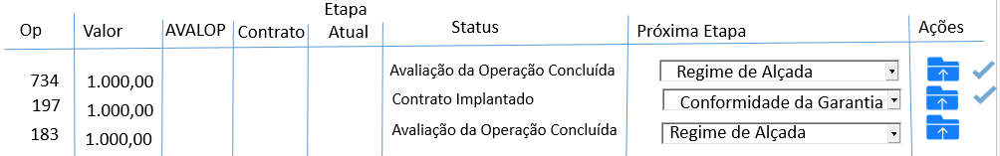 Op Valor AVALOP Contrato Etapa Atual Status Próxima Etapa Ações
734 1.000,00 Avaliação da Operação Concluída Regime de Alçada
197 1.000,00 Contrato Implantado Conformidade da Garantia
183 1.000,00 Avaliação da Operação Concluída Regime de Alçada